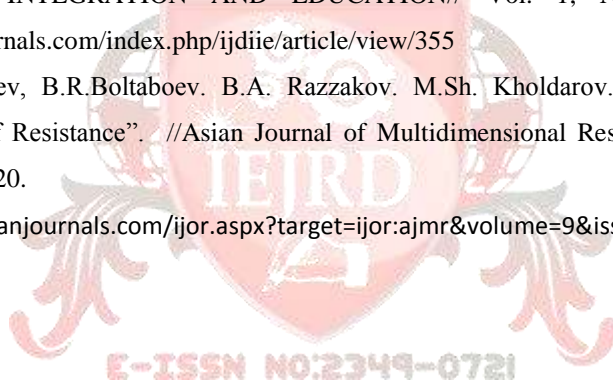 INTEGRATION AND EDUCATION// Vol. 1,
rnals.com/index.php/ijdiie/article/view/355
ev, B.R.Boltaboev. B.A. Razzakov. M.Sh. Kholdarov.
f Resistance”. //Asian Journal of Multidimensional Res
20.
anjournals.com/ijor.aspx?target=ijor:ajmr&volume=9&iss
IEJRD
E-ISSN NO:2349-0721